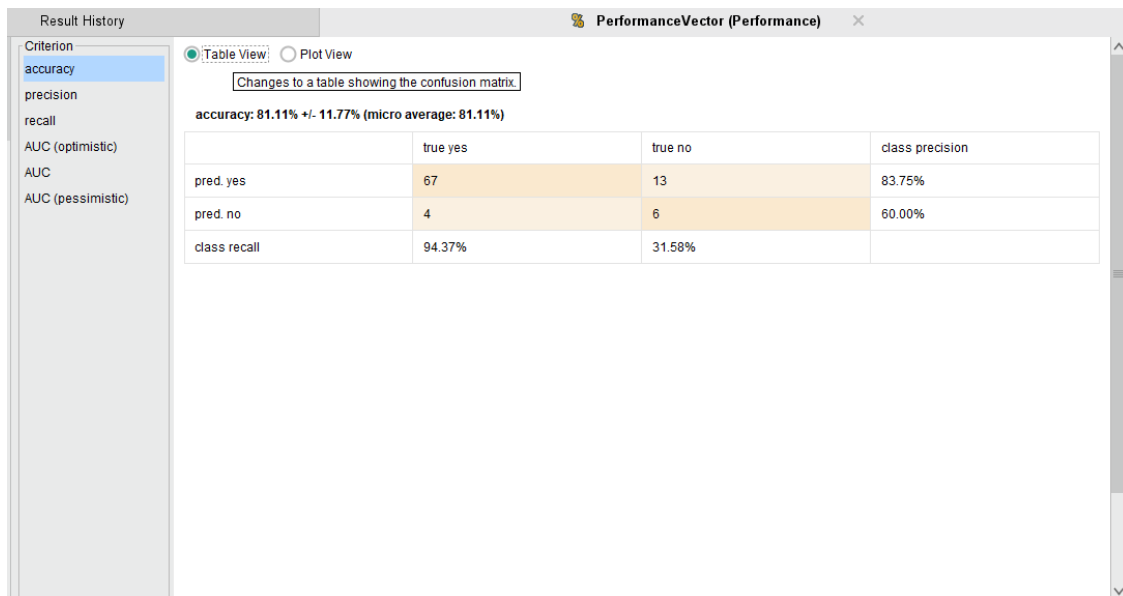 Result History
PerformanceVector (Performance)
Criterion
accuracy
precision
recall
AUC (optimistic)
AUC
AUC (pessimistic)
Table View Plot View
Changes to a table showing the confusion matrix.
accuracy: 81.11% +/- 11.77% (micro average: 81.11%)
true yes true no class precision
pred. yes 67 13 83.75%
pred. no 4 6 60.00%
class recall 94.37% 31.58%